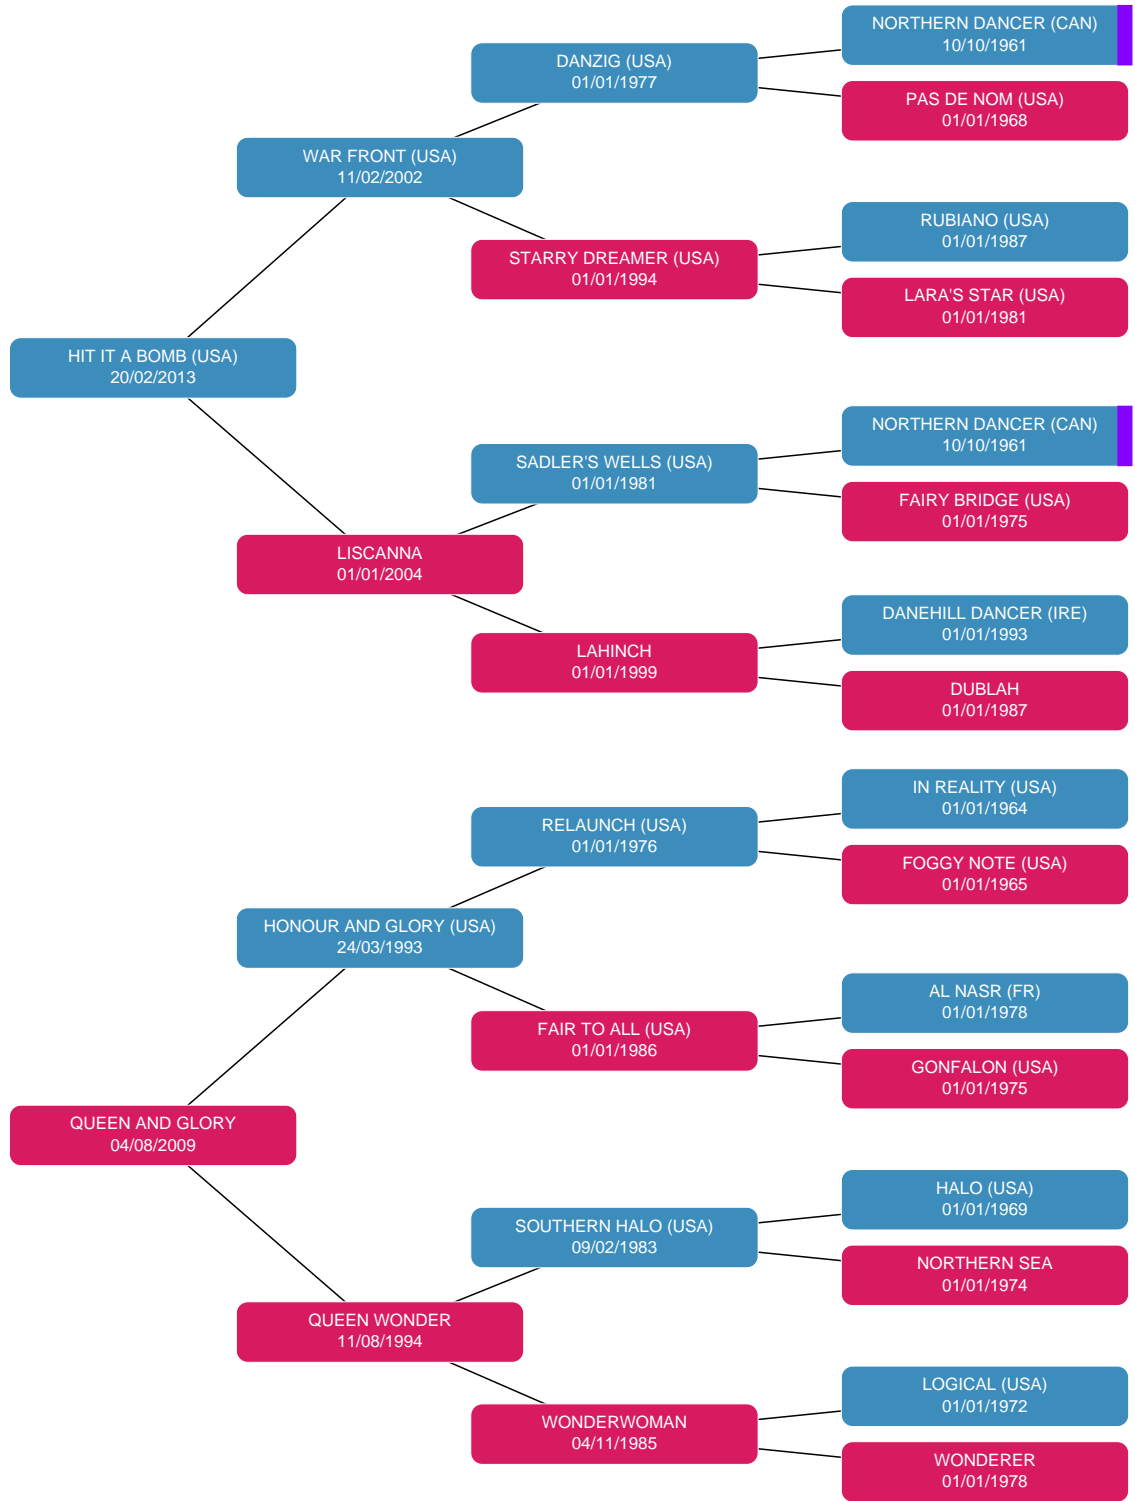 NORTHERN DANCER (CAN)
10/10/1961
DANZIG (USA)
01/01/1977
PAS DE NOM (USA)
01/01/1968
WAR FRONT (USA)
11/02/2002
RUBIANO (USA)
01/01/1987
STARRY DREAMER (USA)
01/01/1994
LARA'S STAR (USA)
01/01/1981
HIT IT A BOMB (USA)
20/02/2013
NORTHERN DANCER (CAN)
10/10/1961
SADLER'S WELLS (USA)
01/01/1981
FAIRY BRIDGE (USA)
01/01/1975
LISCANNA
01/01/2004
DANEHILL DANCER (IRE)
01/01/1993
LAHINCH
01/01/1999
DUBLAH
01/01/1987
IN REALITY (USA)
01/01/1964
RELAUNCH (USA)
01/01/1976
FOGGY NOTE (USA)
01/01/1965
HONOUR AND GLORY (USA)
24/03/1993
AL NASR (FR)
01/01/1978
FAIR TO ALL (USA)
01/01/1986
GONFALON (USA)
01/01/1975
QUEEN AND GLORY
04/08/2009
HALO (USA)
01/01/1969
SOUTHERN HALO (USA)
09/02/1983
NORTHERN SEA
01/01/1974
QUEEN WONDER
11/08/1994
LOGICAL (USA)
01/01/1972
WONDERWOMAN
04/11/1985
WONDERER
01/01/1978